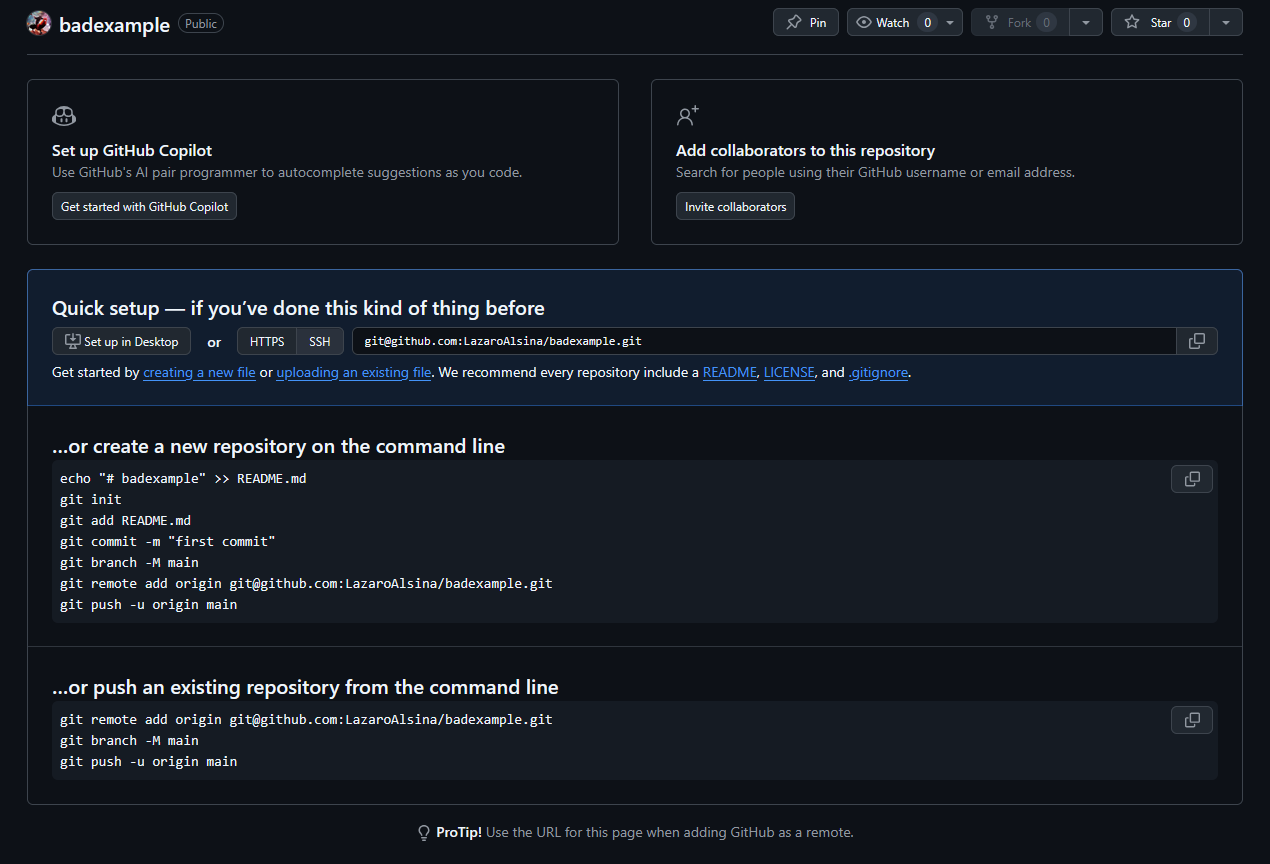 badexample Public Pin Watch 0 Fork 0 Star 0
Set up GitHub Copilot
Use GitHub's AI pair programmer to autocomplete suggestions as you code.
Get started with GitHub Copilot
Add collaborators to this repository
Search for people using their GitHub username or email address.
Invite collaborators
Quick setup — if you’ve done this kind of thing before
Set up in Desktop or HTTPS SSH git@github.com:LazaroAlsina/badexample.git
Get started by creating a new file or uploading an existing file. We recommend every repository include a README, LICENSE, and .gitignore.
…or create a new repository on the command line
echo "# badexample" >> README.md
git init
git add README.md
git commit -m "first commit"
git branch -M main
git remote add origin git@github.com:LazaroAlsina/badexample.git
git push -u origin main
…or push an existing repository from the command line
git remote add origin git@github.com:LazaroAlsina/badexample.git
git branch -M main
git push -u origin main
ProTip! Use the URL for this page when adding GitHub as a remote.